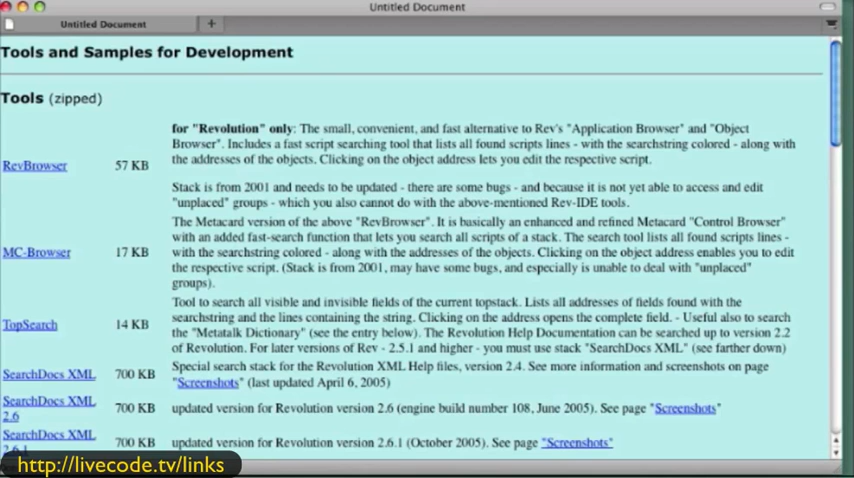 Untitled Document
Untitled Document
+
Tools and Samples for Development
Tools (zipped)
RevBrowser
57 KB
for "Revolution" only: The small, convenient, and fast alternative to Rev's "Application Browser" and "Object
Browser". Includes a fast script searching tool that lists all found scripts lines - with the searchstring colored - along with
the addresses of the objects. Clicking on the object address lets you edit the respective script.
Stack is from 2001 and needs to be updated - there are some bugs - and because it is not yet able to access and edit
"unplaced" groups - which you also cannot do with the above-mentioned Rev-IDE tools.
MC-Browser
17 KB
The Metacard version of the above "RevBrowser". It is basically an enhanced and refined Metacard "Control Browser"
with an added fast-search function that lets you search all scripts of a stack. The search tool lists all found scripts lines -
with the searchstring colored - along with the addresses of the objects. Clicking on the object address enables you to edit
the respective script. (Stack is from 2001, may have some bugs, and especially is unable to deal with "unplaced"
groups).
TopSearch
14 KB
Tool to search all visible and invisible fields of the current topstack. Lists all addresses of fields found with the
searchstring and the lines containing the string. Clicking on the address opens the complete field. - Useful also to search
the "Metatalk Dictionary" (see the entry below). The Revolution Help Documentation can be searched up to version 2.2
of Revolution. For later versions of Rev - 2.5.1 and higher - you must use stack "SearchDocs XML" (see farther down)
SearchDocs XML
700 KB
Special search stack for the Revolution XML Help files, version 2.4. See more information and screenshots on page
"Screenshots" (last updated April 6, 2005)
SearchDocs XML
2.6
700 KB
updated version for Revolution version 2.6 (engine build number 108, June 2005). See page "Screenshots"
SearchDocs XML
2.6.1
700 KB
updated version for Revolution version 2.6.1 (October 2005). See page "Screenshots"
http://livecode.tv/links